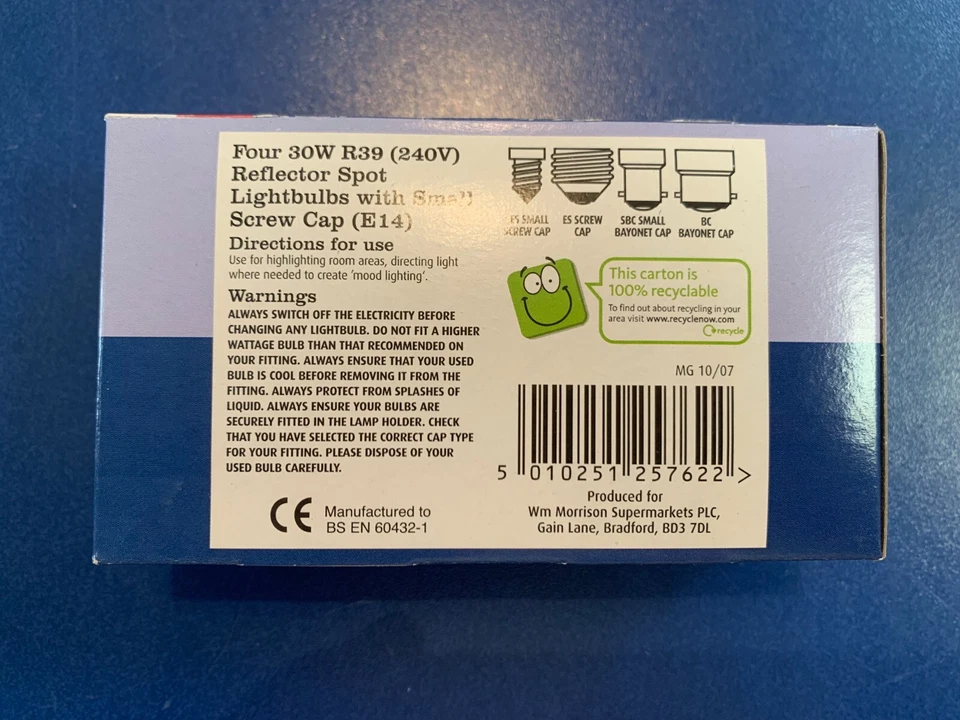 Four 30W R39 (240V)
Reflector Spot
Lightbulbs with Small
Screw Cap (E14)
Directions for use
Use for highlighting room areas, directing light
where needed to create 'mood lighting'.
Warnings
ALWAYS SWITCH OFF THE ELECTRICITY BEFORE
CHANGING ANY LIGHTBULB. DO NOT FIT A HIGHER
WATTAGE BULB THAN THAT RECOMMENDED ON
YOUR FITTING. ALWAYS ENSURE THAT YOUR USED
BULB IS COOL BEFORE REMOVING IT FROM THE
FITTING. ALWAYS PROTECT FROM SPLASHES OF
LIQUID. ALWAYS ENSURE YOUR BULBS ARE
SECURELY FITTED IN THE LAMP HOLDER. CHECK
THAT YOU HAVE SELECTED THE CORRECT CAP TYPE
FOR YOUR FITTING. PLEASE DISPOSE OF YOUR
USED BULB CAREFULLY.
CE
Manufactured to
BS EN 60432-1
SMALL
SCREW CAP
ES SCREW
CAP
SBC SMALL
BAYONET CAP
BC
BAYONET CAP
This carton is
100% recyclable
To find out about recycling in your
area visit www.recyclenow.com
recycle
MG 10/07
5 010251 257622 >
Produced for
Wm Morrison Supermarkets PLC,
Gain Lane, Bradford, BD3 7DL